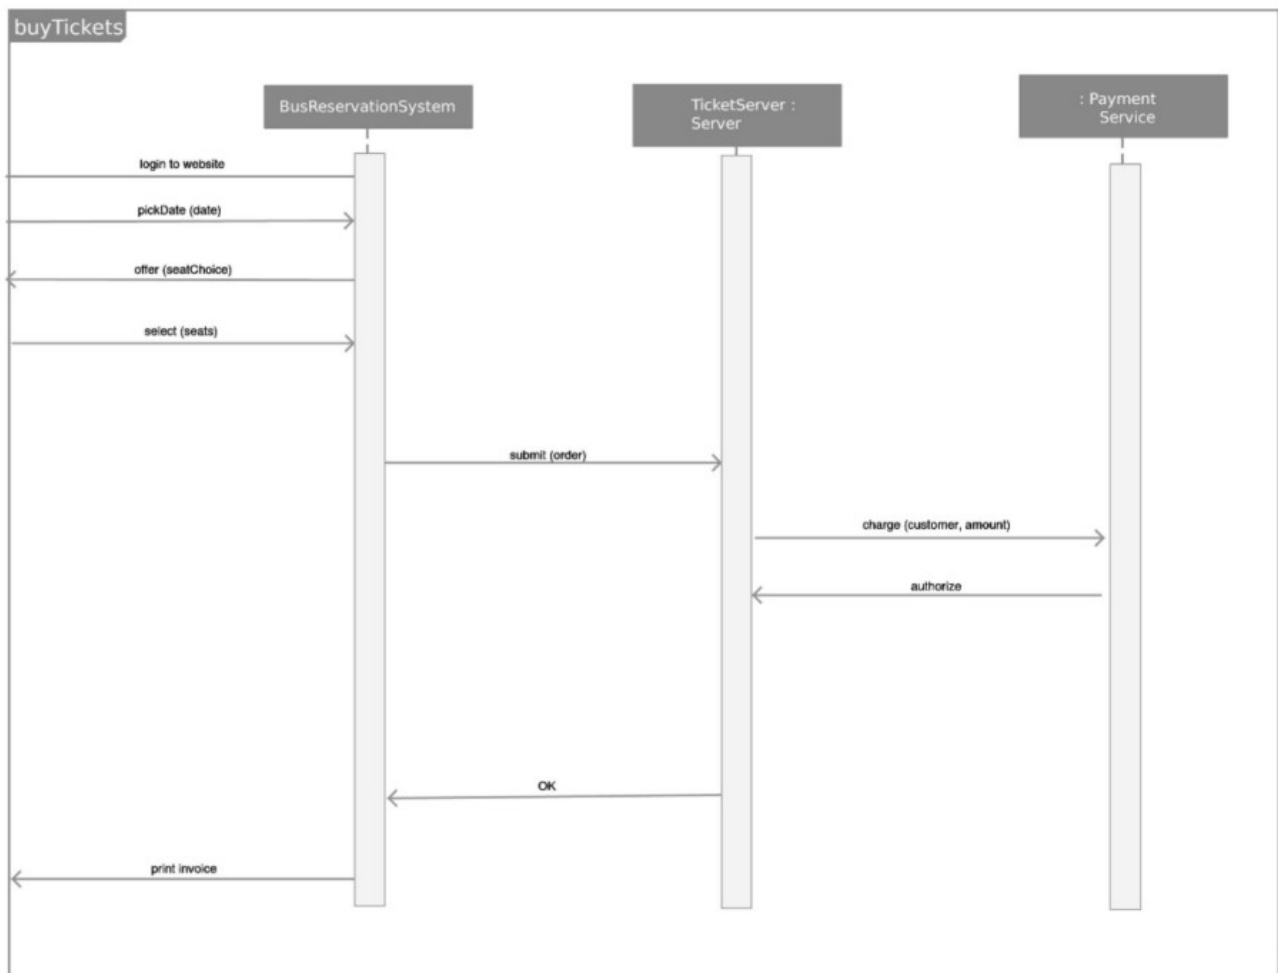 buyTickets
BusReservationSystem
TicketServer :
Server
: Payment
Service
login to website
pickDate (date)
offer (seatChoice)
select (seats)
submit (order)
charge (customer, amount)
authorize
OK
print invoice